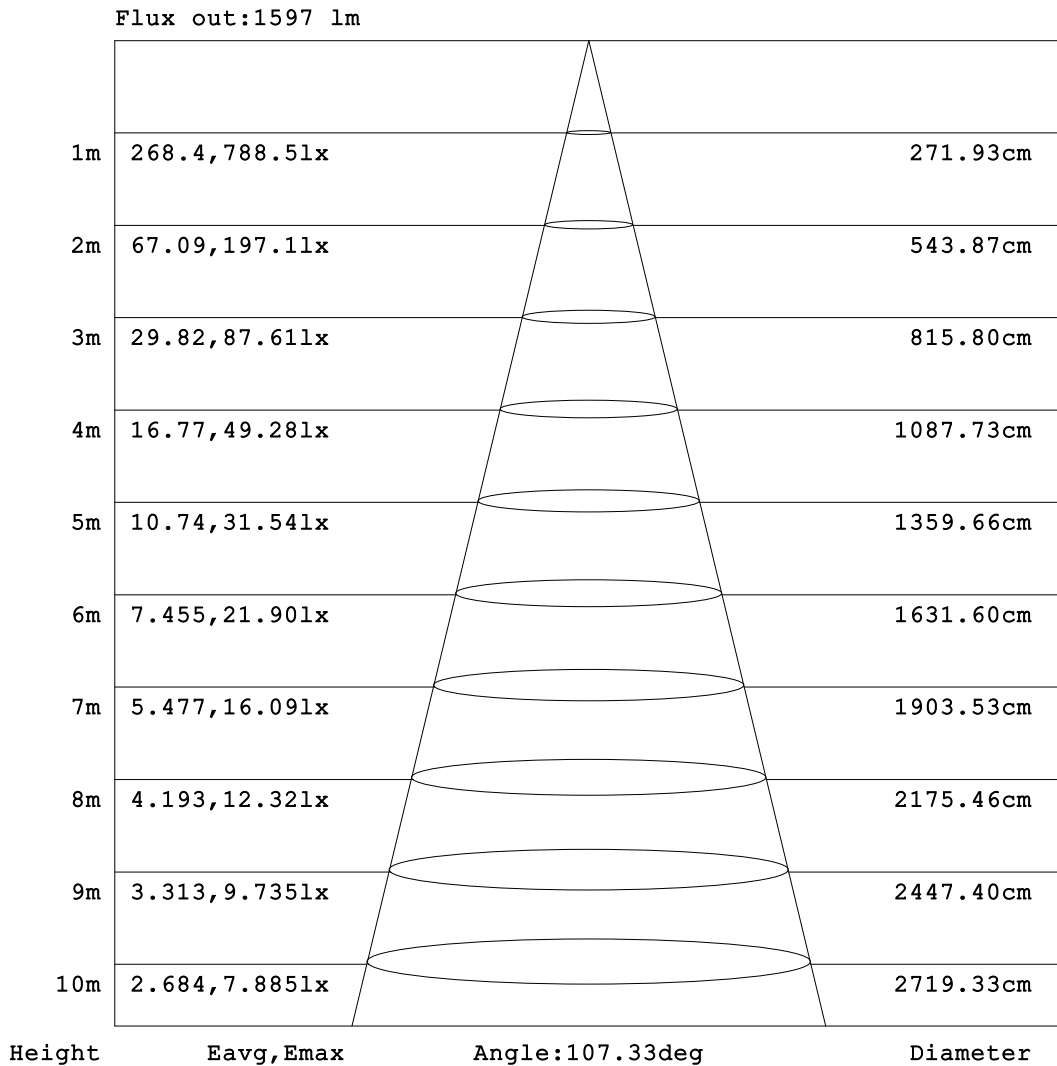 Flux out:1597 lm
1m 268.4,788.5lx 271.93cm
2m 67.09,197.1lx 543.87cm
3m 29.82,87.61lx 815.80cm
4m 16.77,49.28lx 1087.73cm
5m 10.74,31.54lx 1359.66cm
6m 7.455,21.90lx 1631.60cm
7m 5.477,16.09lx 1903.53cm
8m 4.193,12.32lx 2175.46cm
9m 3.313,9.735lx 2447.40cm
10m 2.684,7.885lx 2719.33cm
Height Eavg,Emax Angle:107.33deg Diameter